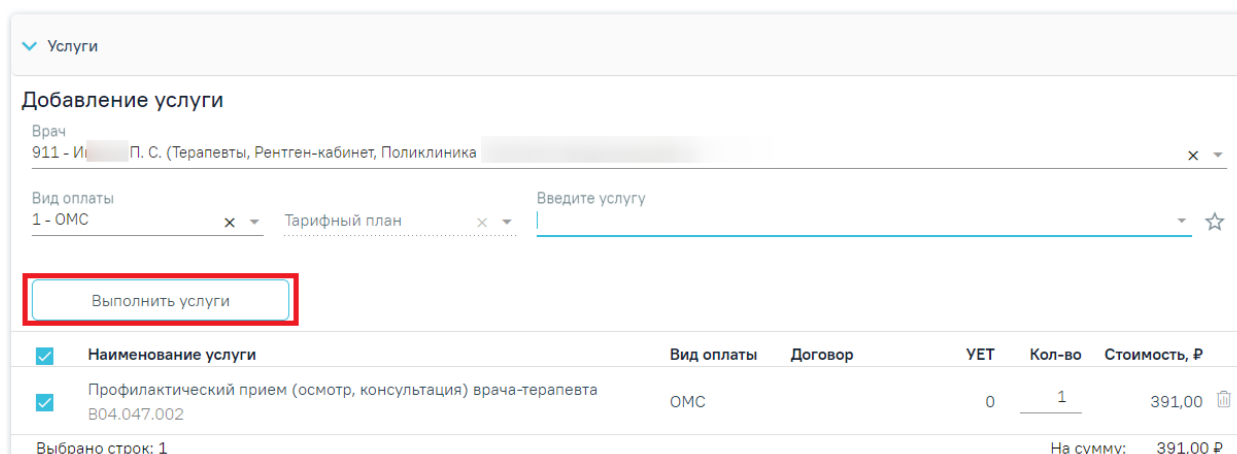 Услуги
Добавление услуги
Врач
911 - И П. С. (Терапевты, Рентген-кабинет, Поликлиника
Вид оплаты
1 - ОМС
Тарифный план
Введите услугу
Выполнить услуги
Наименование услуги Вид оплаты Договор УЕТ Кол-во Стоимость, ₽
Профилактический прием (осмотр, консультация) врача-терапевта
B04.047.002
ОМС 0 1 391,00
Выбрано строк: 1 На сумму: 391,00 ₽